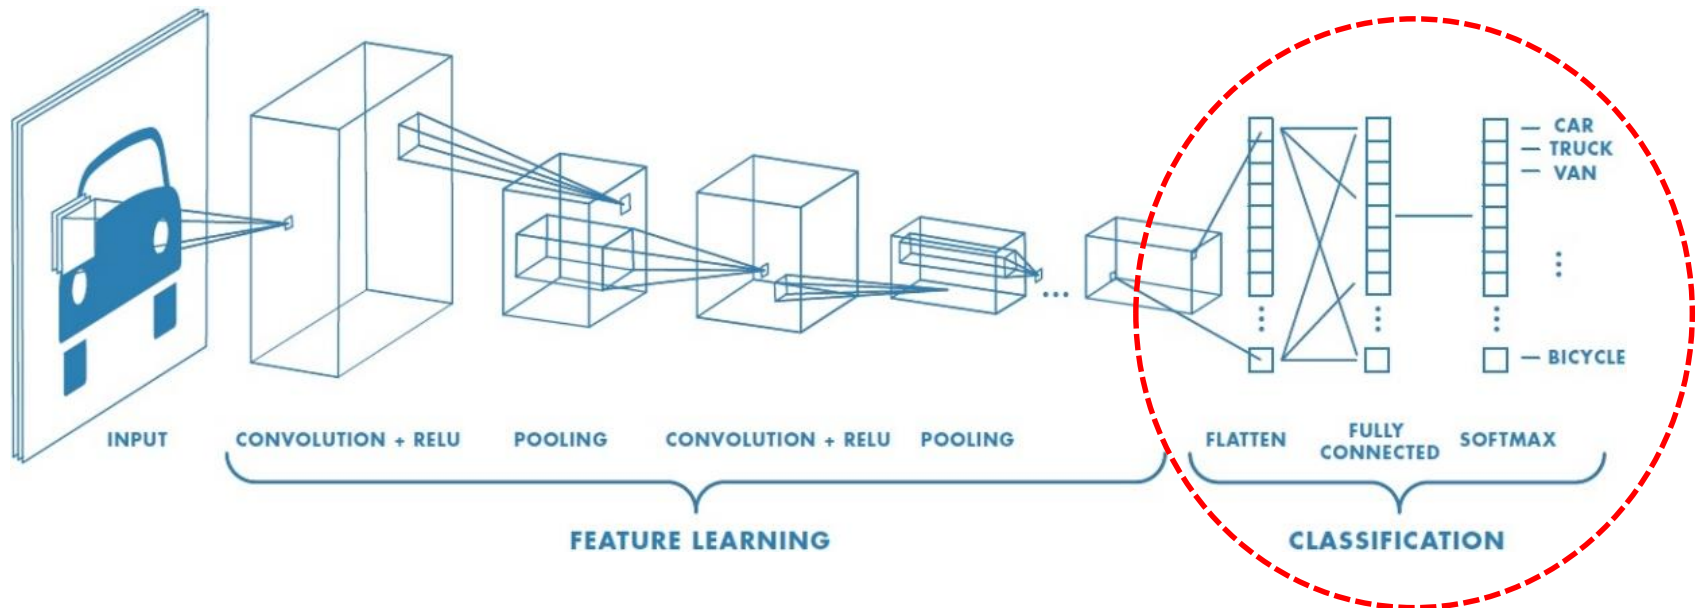 CAR
TRUCK
VAN
BICYCLE
INPUT
CONVOLUTION + RELU
POOLING
CONVOLUTION + RELU
POOLING
FLATTEN
FULLY
CONNECTED
SOFTMAX
FEATURE LEARNING
CLASSIFICATION